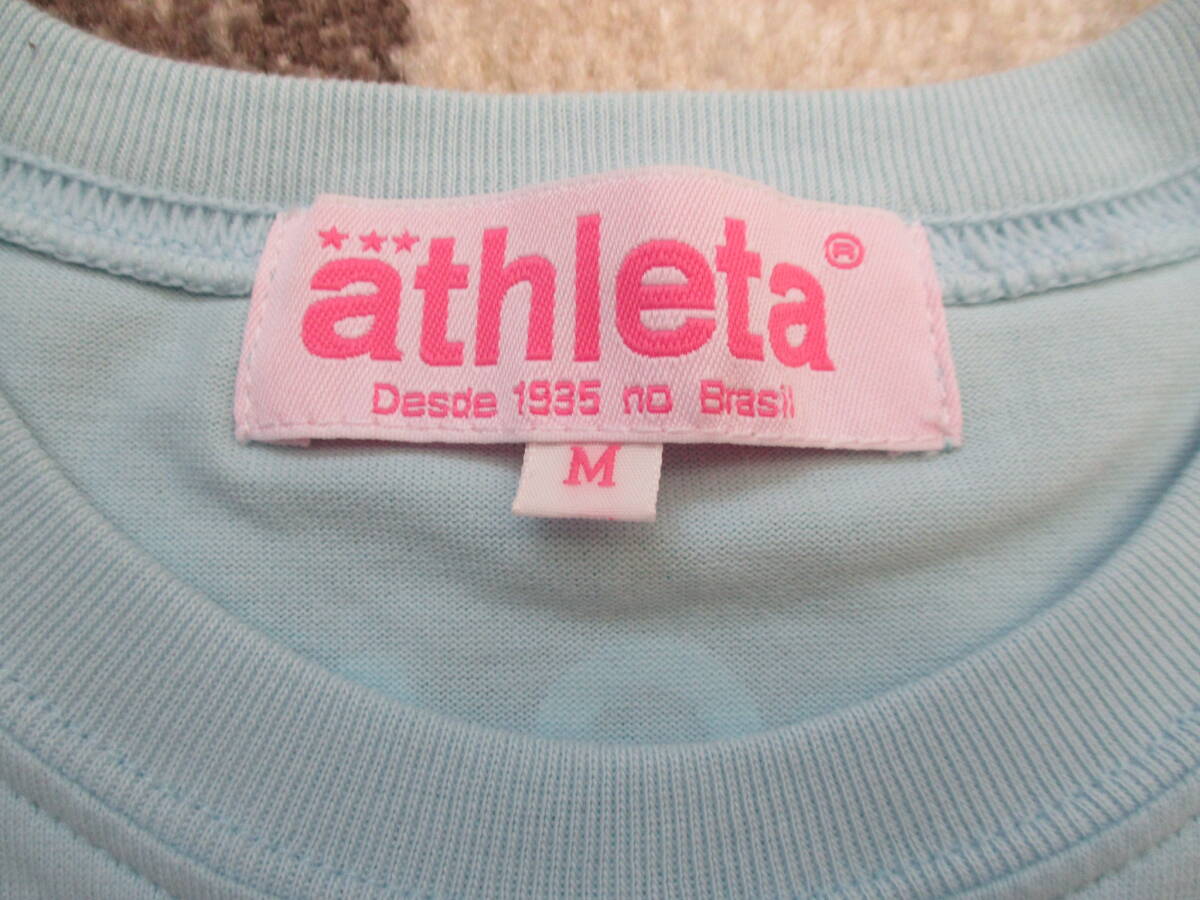 athleta®
Desde 1935 no Brasil
M